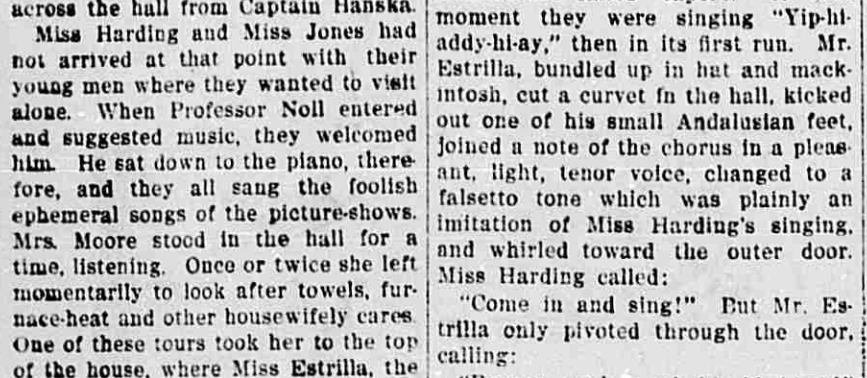 across the hall from Captain Hanska.
Miss Harding and Miss Jones had
not arrived at that point with their
young men where they wanted to visit
alone. When Professor Noll entered
and suggested music, they welcomed
him. He sat down to the piano, there-
fore, and they all sang the foolish
ephemeral songs of the picture-shows.
Mrs. Moore stood in the hall for a
time, listening. Once or twice she left
momentarily to look after towels, fur-
nace-heat and other housewifely cares.
One of these tours took her to the top
of the house, where Miss Estrilla, the
moment they were singing "Yip-hi-
addy-hi-ay," then in its first run. Mr.
Estrilla, bundled up in hat and mack-
intosh, cut a curvet in the hall, kicked
out one of his small Andalusian feet,
joined a note of the chorus in a pleas-
ant, light, tenor voice, changed to a
falsetto tone which was plainly an
imitation of Miss Harding's singing,
and whirled toward the outer door.
Miss Harding called:
"Come in and sing!" But Mr. Es-
trilla only pivoted through the door,
calling: